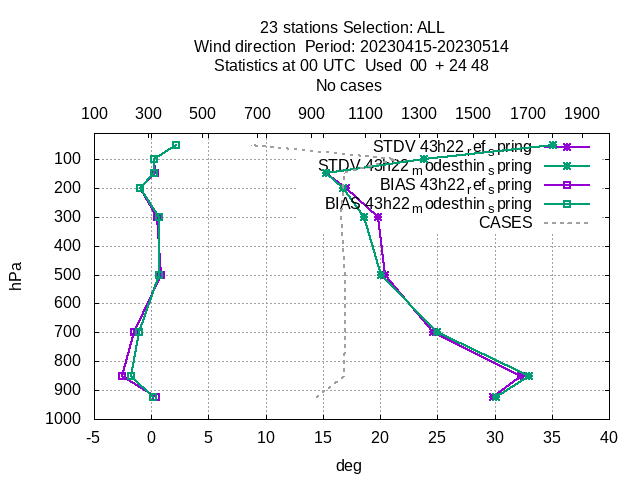 23 stations Selection: ALL
Wind direction  Period: 20230415-20230514
Statistics at 00 UTC  Used  00  + 24 48
No cases
100 300 500 700 900 1100 1300 1500 1700 1900
STDV 43h22_ref_spring
STDV 43h22_modesthin_spring
BIAS 43h22_ref_spring
BIAS 43h22_modesthin_spring
CASES
100
200
300
400
500
600
700
800
900
1000
hPa
-5 0 5 10 15 20 25 30 35 40
deg